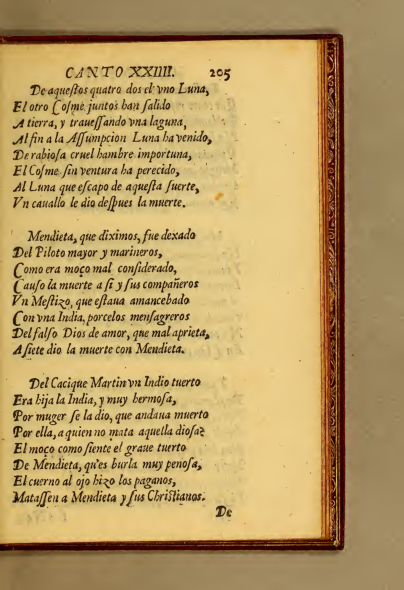 CANTO XXIIII. 205
De aqueſtos quatro dos el vno Luna,
El otro Coſme juntos han ſalido
A tierra, y traueſſando vna laguna,
Al fin a la Aſſumpcion Luna ha venido,
De rabioſa cruel hambre importuna,
El Coſme ſin ventura ha perecido,
Al Luna que eſcapo de aqueſta ſuerte,
Vn cauallo le dio deſpues la muerte.
Mendieta, que diximos, fue dexado
Del Piloto mayor y marineros,
Como era moço mal conſiderado,
Cauſo la muerte a ſi y ſus compañeros
Vn Meſtizo, que eſtaua amancebado
Con vna India, porcelos menſagreros
Del falſo Dios de amor, que mal aprieta,
A ſiete dio la muerte con Mendieta.
Del Cacique Martin vn Indio tuerto
Era hija la India, y muy hermoſa,
Por muger ſe la dio, que andaua muerto
Por ella, a quien no mata aquella dioſa?
El moço como ſiente el graue tuerto
De Mendieta, qu'es burla muy penoſa,
El cuerno al ojo hizo los paganos,
Mataſſen a Mendieta y ſus Chriſtianos.
De